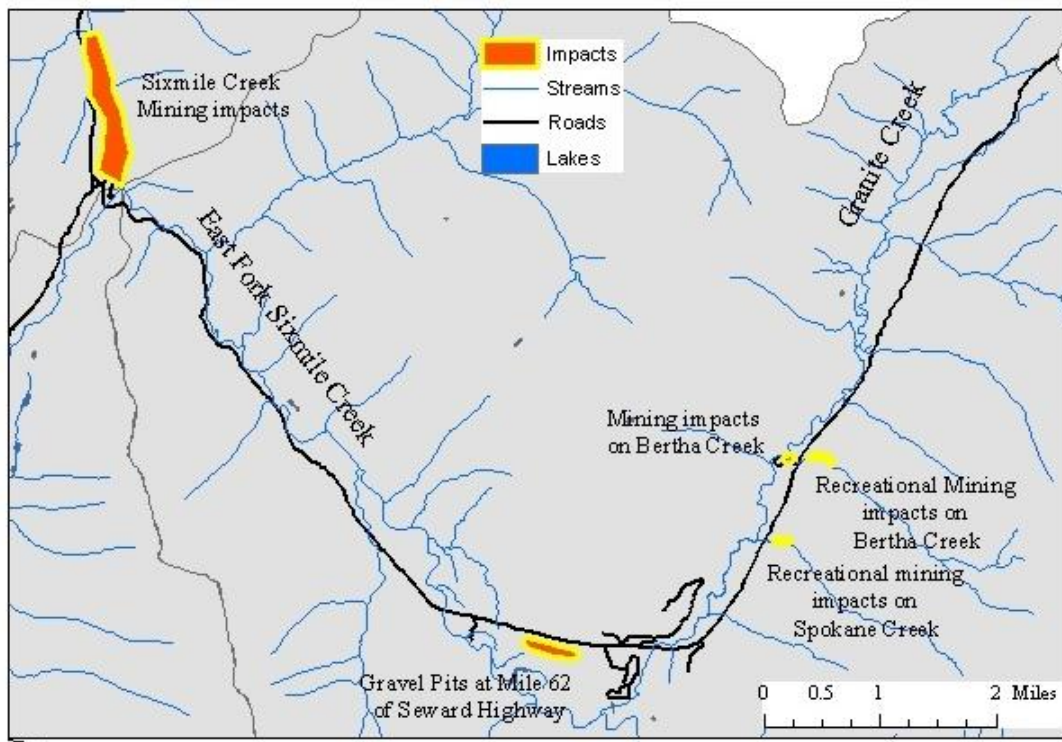 Sixmile Creek
Mining impacts
Impacts
Streams
Roads
Lakes
Granite Creek
East Fork Sixmile Creek
Mining impacts
on Bertha Creek
Recreational Mining
impacts on
Bertha Creek
Recreational mining
impacts on
Spokane Creek
Gravel Pits at Mile 62
of Seward Highway
0 0.5 1 2 Miles